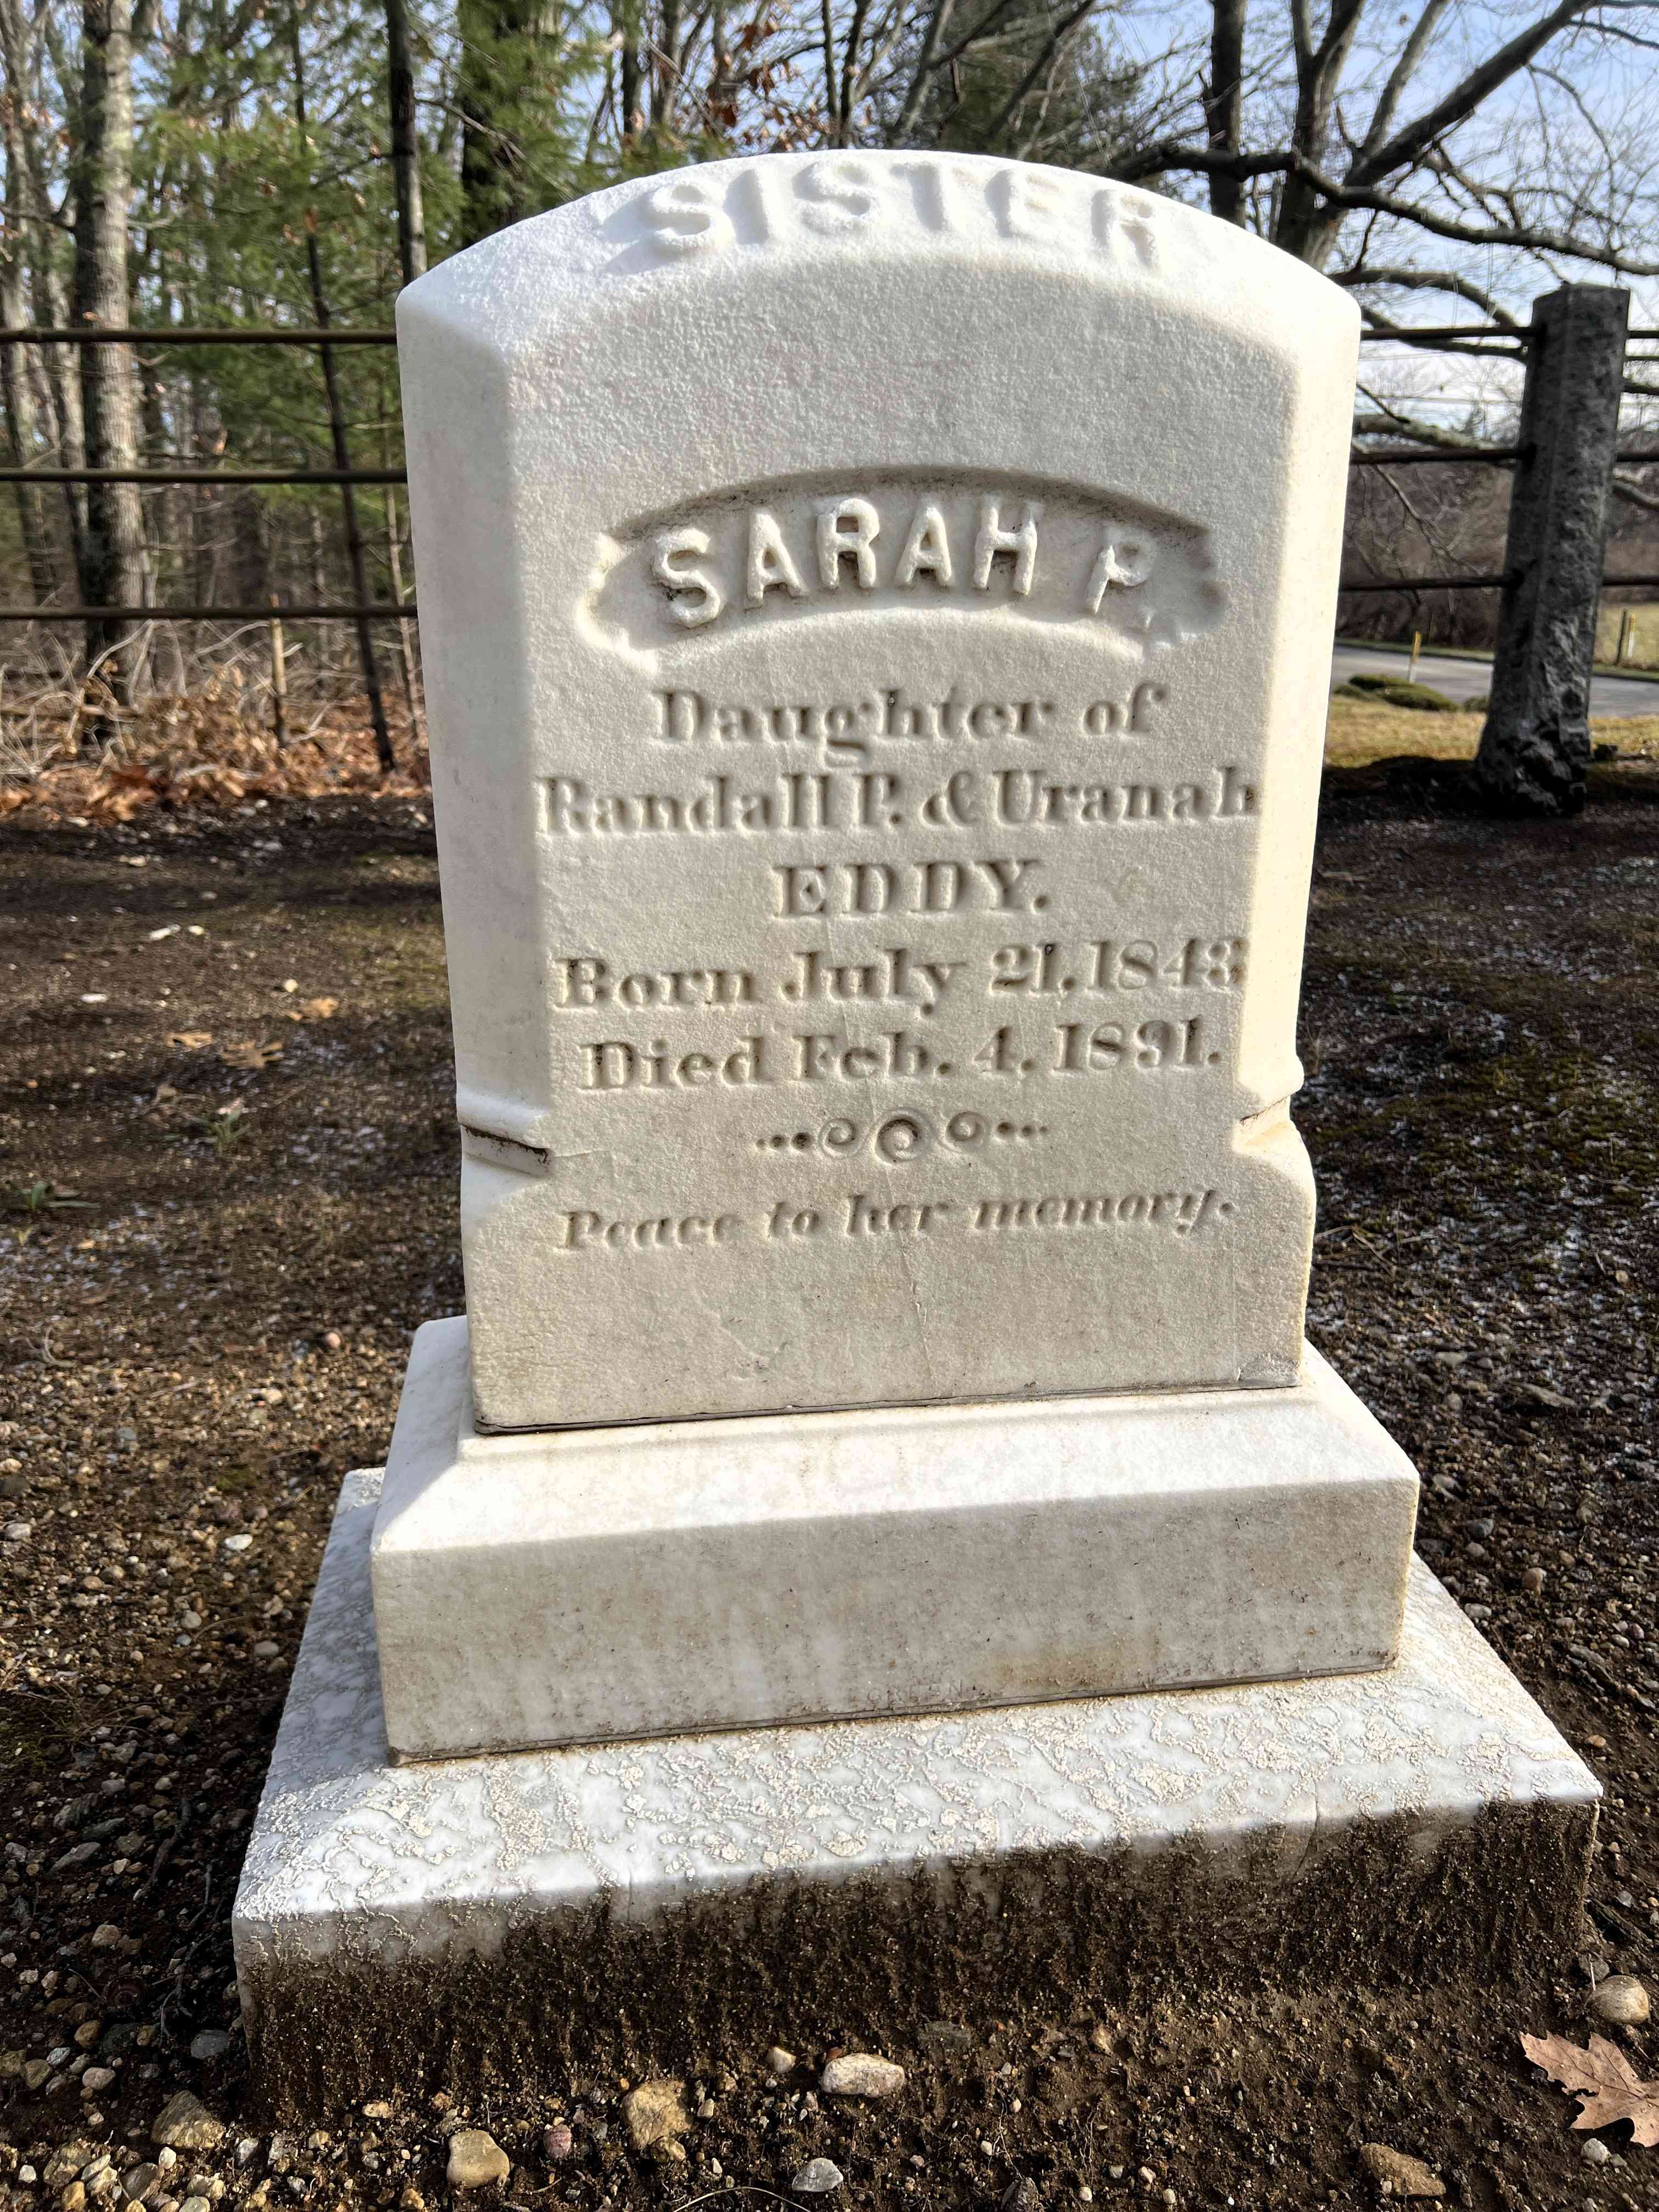 SISTER
SARAH P.
Daughter of
Randall P. & Uranah
EDDY.
Born July 21, 1843
Died Feb. 4, 1891.
Peace to her memory.